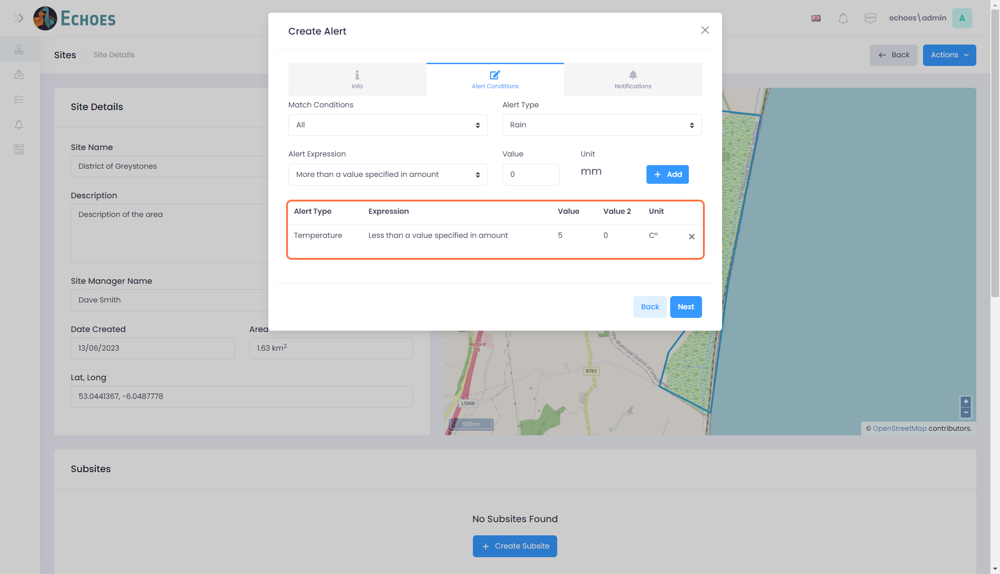 ECHOES
echoes\admin
A
Sites
Site Details
Back
Actions
Create Alert
Info
Alert Conditions
Notifications
Match Conditions
Alert Type
All
Rain
Alert Expression
Value
Unit
More than a value specified in amount
0
mm
Add
Alert Type Expression Value Value 2 Unit
Temperature Less than a value specified in amount 5 0 Cº
Back
Next
Site Details
Site Name
District of Greystones
Description
Description of the area
Site Manager Name
Dave Smith
Date Created
Area
13/06/2023
1.63 km²
Lat, Long
53.0441367, -6.0487778
The Municipal District of Greystones
The Municipal District of Greystones
Ashford
15
R761
L5068
500 m
+
−
© OpenStreetMap contributors.
Subsites
No Subsites Found
Create Subsite